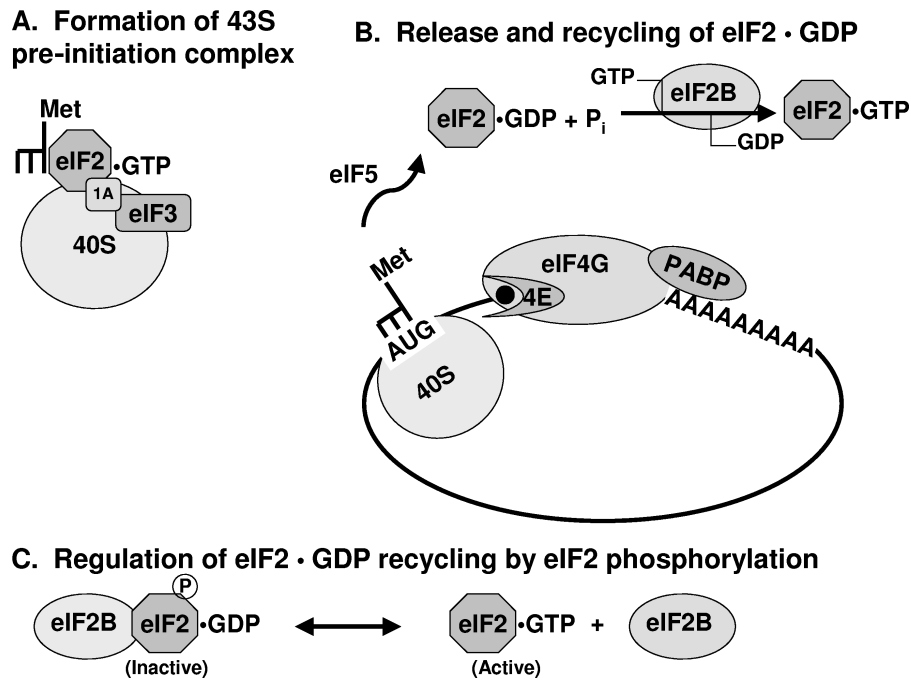 A. Formation of 43S
pre-initiation complex
Met
eIF2 •GTP
1A
eIF3
40S
B. Release and recycling of eIF2 • GDP
GTP
eIF2B
eIF2 •GDP + Pi
eIF2 •GTP
GDP
eIF5
Met
eIF4G
PABP
4E
AAAAAAAAA
AUG
40S
C. Regulation of eIF2 • GDP recycling by eIF2 phosphorylation
P
eIF2B eIF2 •GDP
eIF2 •GTP + eIF2B
(Inactive)
(Active)